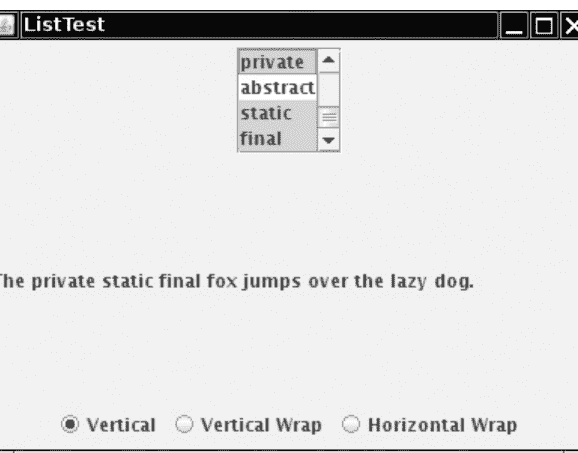 ListTest
private
abstract
static
final
The private static final fox jumps over the lazy dog.
Vertical Vertical Wrap Horizontal Wrap